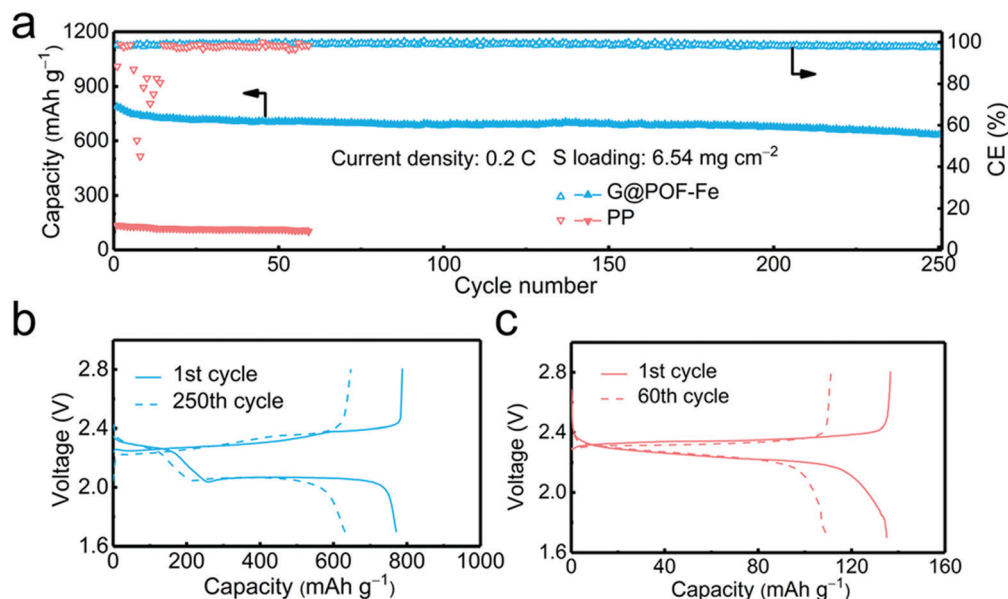 a
1200
900
600
300
0
Capacity (mAh g⁻¹)
100
80
60
40
20
0
CE (%)
Current density: 0.2 C S loading: 6.54 mg cm⁻²
G@POF-Fe
PP
0 50 100 150 200 250
Cycle number
b
2.8
2.4
2.0
1.6
Voltage (V)
1st cycle
250th cycle
0 200 400 600 800 1000
Capacity (mAh g⁻¹)
c
2.8
2.4
2.0
1.6
Voltage (V)
1st cycle
60th cycle
0 40 80 120 160
Capacity (mAh g⁻¹)